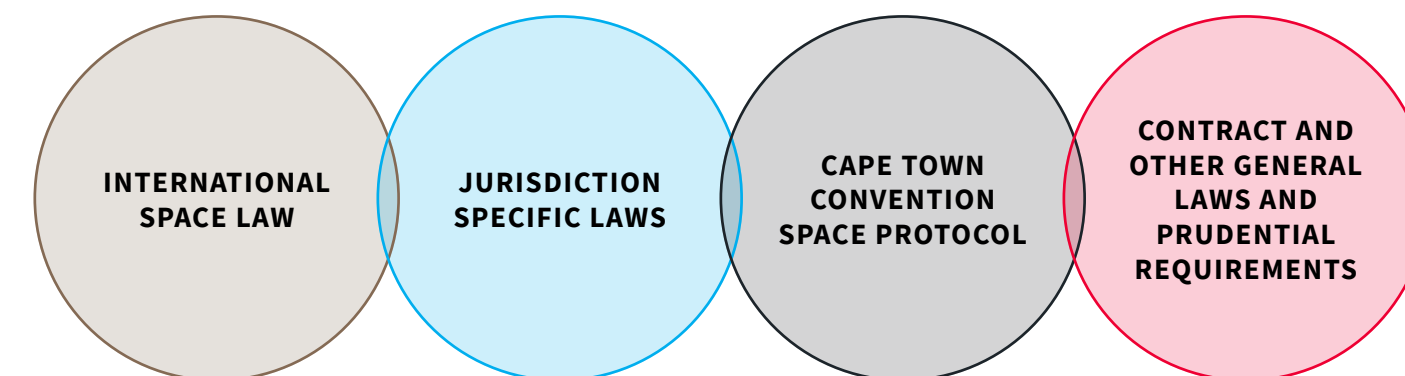 INTERNATIONAL
SPACE LAW
JURISDICTION
SPECIFIC LAWS
CAPE TOWN
CONVENTION
SPACE PROTOCOL
CONTRACT AND
OTHER GENERAL
LAWS AND
PRUDENTIAL
REQUIREMENTS